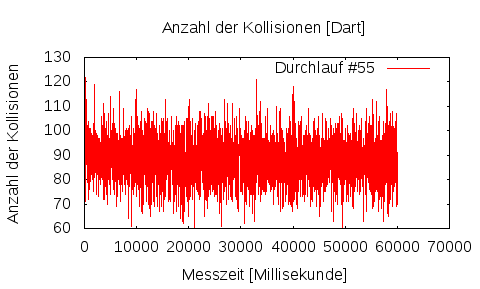 Anzahl der Kollisionen [Dart]
Durchlauf #55
Anzahl der Kollisionen
130
120
110
100
90
80
70
60
0 10000 20000 30000 40000 50000 60000 70000
Messzeit [Millisekunde]